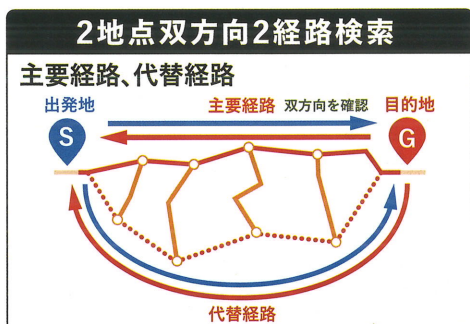 2地点双方向2経路検索
主要経路、代替経路
出発地 主要経路 双方向を確認 目的地
S G
代替経路